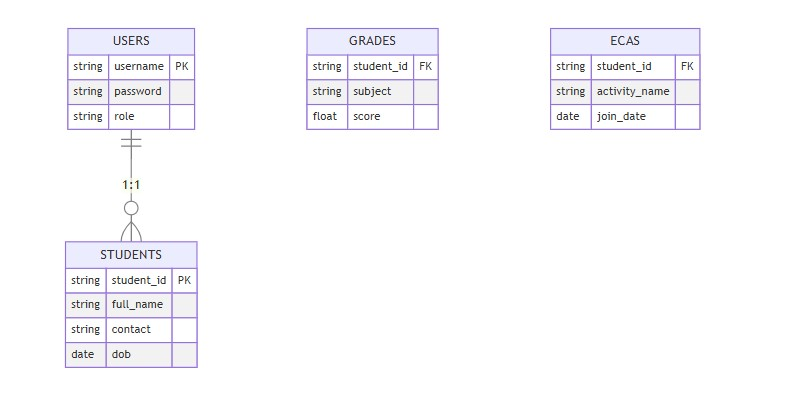 USERS
string username PK
string password
string role
GRADES
string student_id FK
string subject
float score
ECAS
string student_id FK
string activity_name
date join_date
1:1
STUDENTS
string student_id PK
string full_name
string contact
date dob